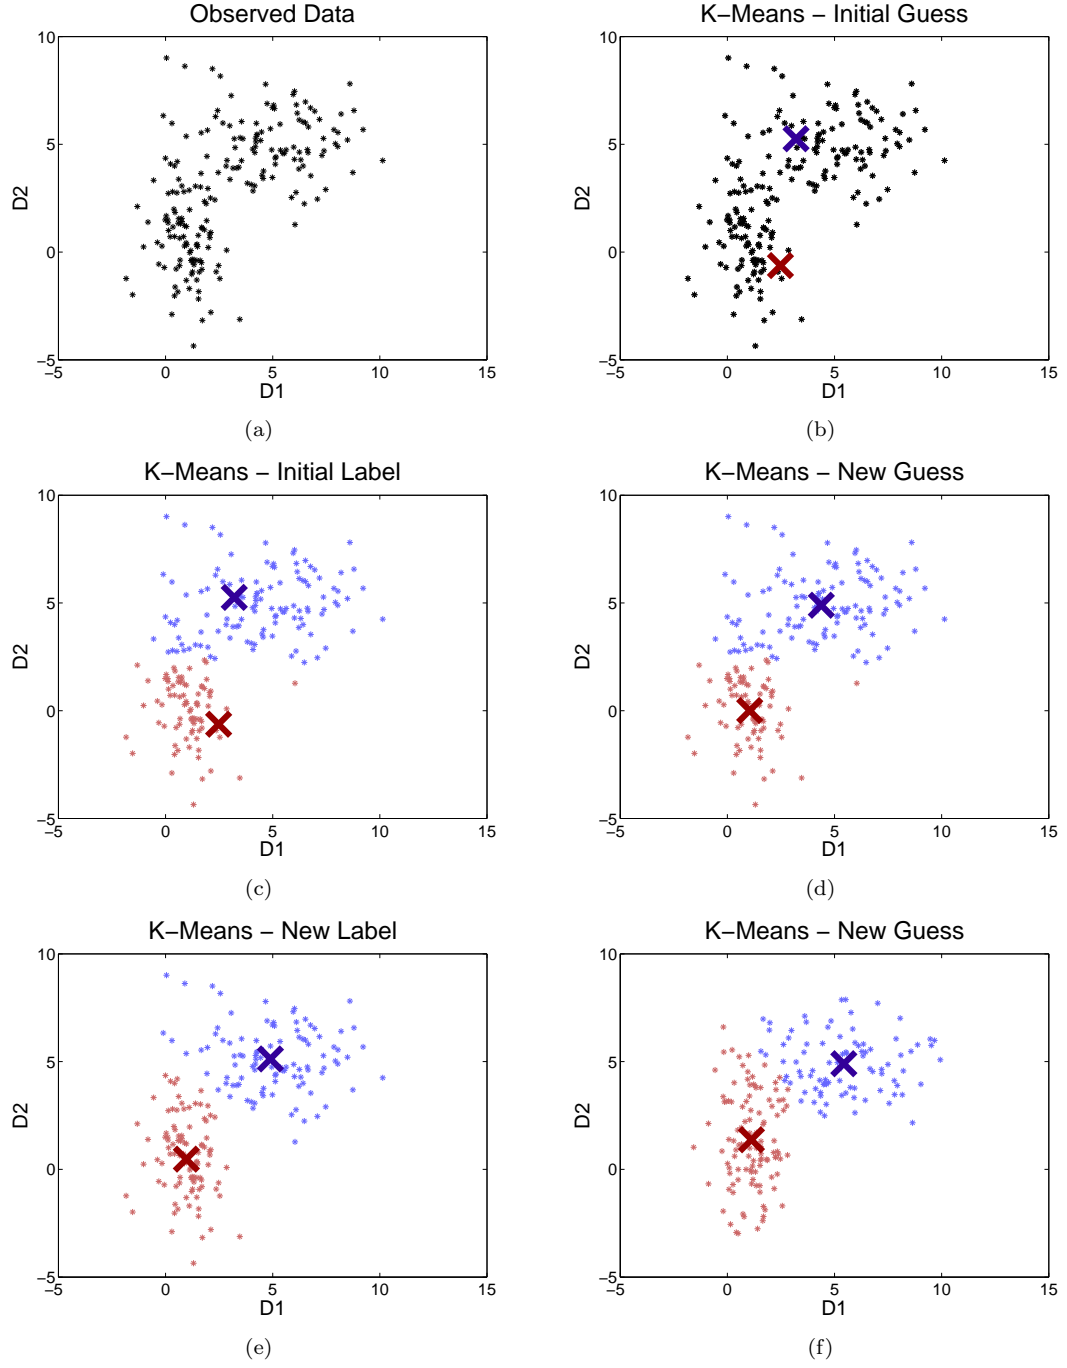 Observed Data
K−Means − Initial Guess
10
5
0
−5
−5 0 5 10 15
D2
D1
10
5
0
−5
−5 0 5 10 15
D2
D1
(a)
(b)
K−Means − Initial Label
K−Means − New Guess
10
5
0
−5
−5 0 5 10 15
D2
D1
10
5
0
−5
−5 0 5 10 15
D2
D1
(c)
(d)
K−Means − New Label
K−Means − New Guess
10
5
0
−5
−5 0 5 10 15
D2
D1
10
5
0
−5
−5 0 5 10 15
D2
D1
(e)
(f)